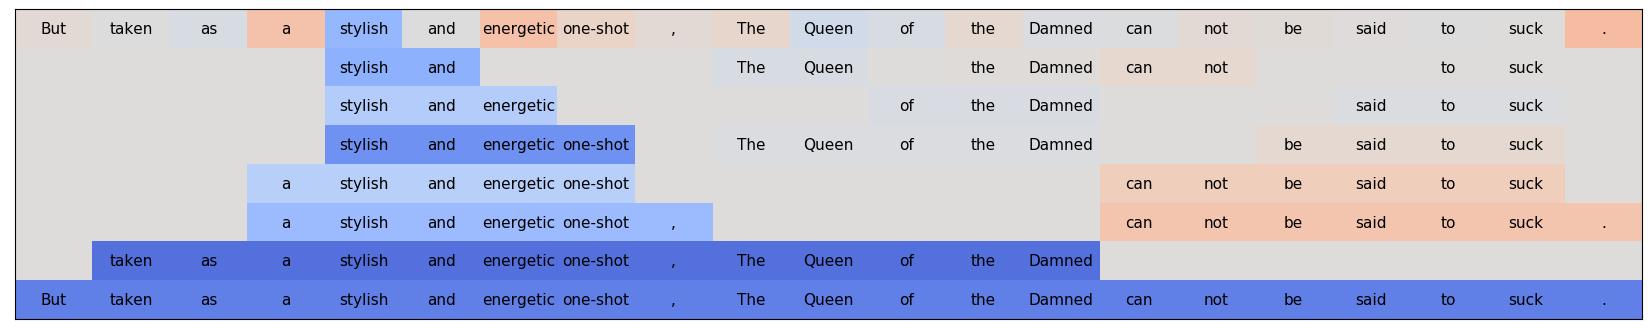 But taken as a stylish and energetic one-shot , The Queen of the Damned can not be said to suck .
stylish and The Queen the Damned can not to suck
stylish and energetic of the Damned said to suck
stylish and energetic one-shot The Queen of the Damned be said to suck
a stylish and energetic one-shot can not be said to suck
a stylish and energetic one-shot , can not be said to suck .
taken as a stylish and energetic one-shot , The Queen of the Damned
But taken as a stylish and energetic one-shot , The Queen of the Damned can not be said to suck .